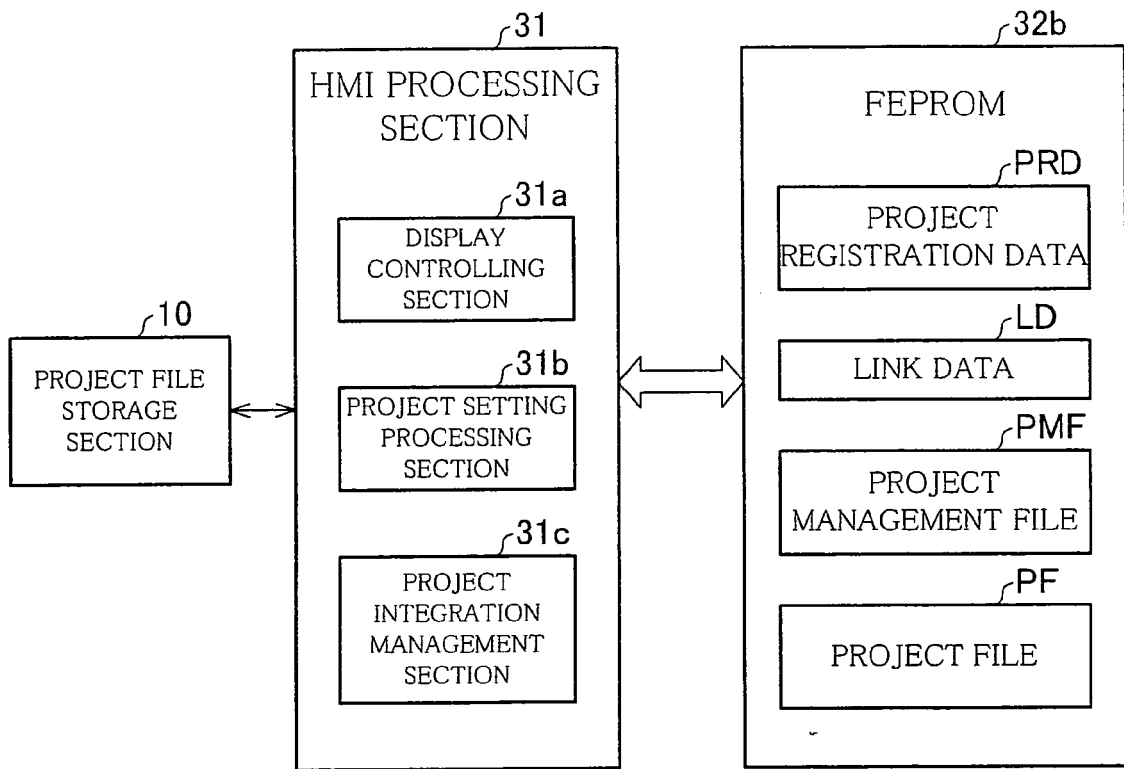 10
PROJECT FILE
STORAGE
SECTION
31
HMI PROCESSING
SECTION
31a
DISPLAY
CONTROLLING
SECTION
31b
PROJECT SETTING
PROCESSING
SECTION
31c
PROJECT
INTEGRATION
MANAGEMENT
SECTION
32b
FEPROM
PRD
PROJECT
REGISTRATION DATA
LD
LINK DATA
PMF
PROJECT
MANAGEMENT FILE
PF
PROJECT FILE